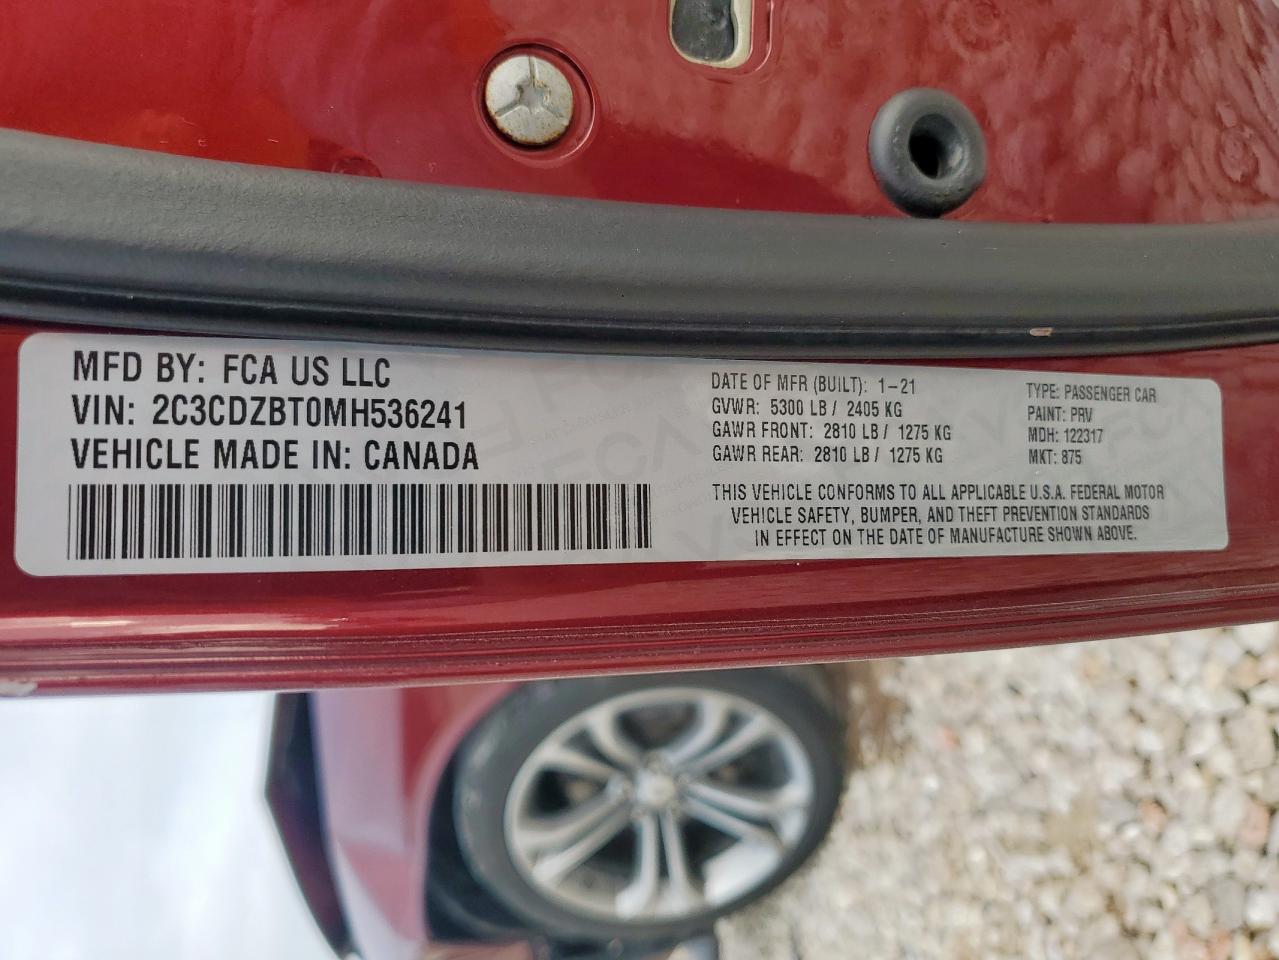 MFD BY: FCA US LLC
VIN: 2C3CDZBT0MH536241
VEHICLE MADE IN: CANADA
DATE OF MFR (BUILT): 1-21
GVWR: 5300 LB / 2405 KG
GAWR FRONT: 2810 LB / 1275 KG
GAWR REAR: 2810 LB / 1275 KG
TYPE: PASSENGER CAR
PAINT: PRV
MDH: 122317
MKT: 875
THIS VEHICLE CONFORMS TO ALL APPLICABLE U.S.A. FEDERAL MOTOR
VEHICLE SAFETY, BUMPER, AND THEFT PREVENTION STANDARDS
IN EFFECT ON THE DATE OF MANUFACTURE SHOWN ABOVE.